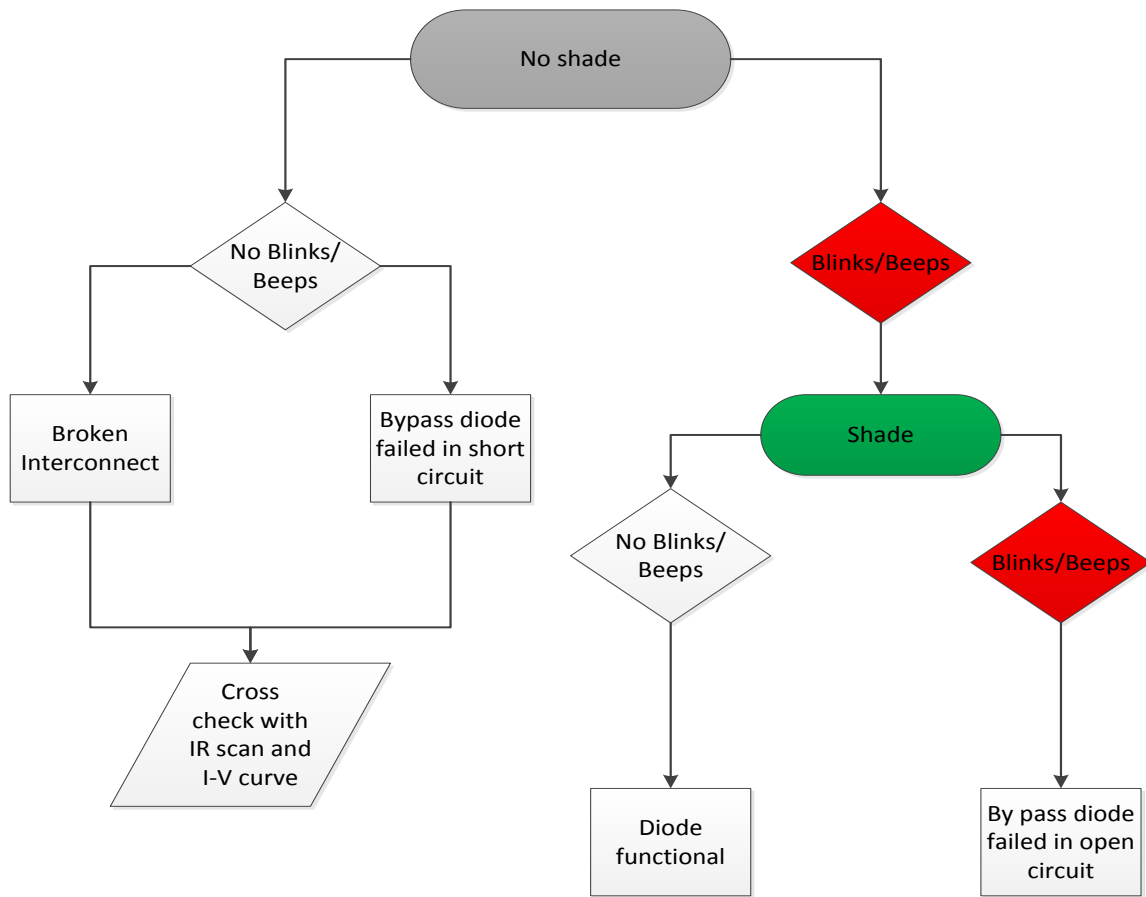 No shade
No Blinks/
Beeps
Blinks/Beeps
Broken
Interconnect
Bypass diode
failed in short
circuit
Shade
No Blinks/
Beeps
Blinks/Beeps
Cross
check with
IR scan and
I-V curve
Diode
functional
By pass diode
failed in open
circuit